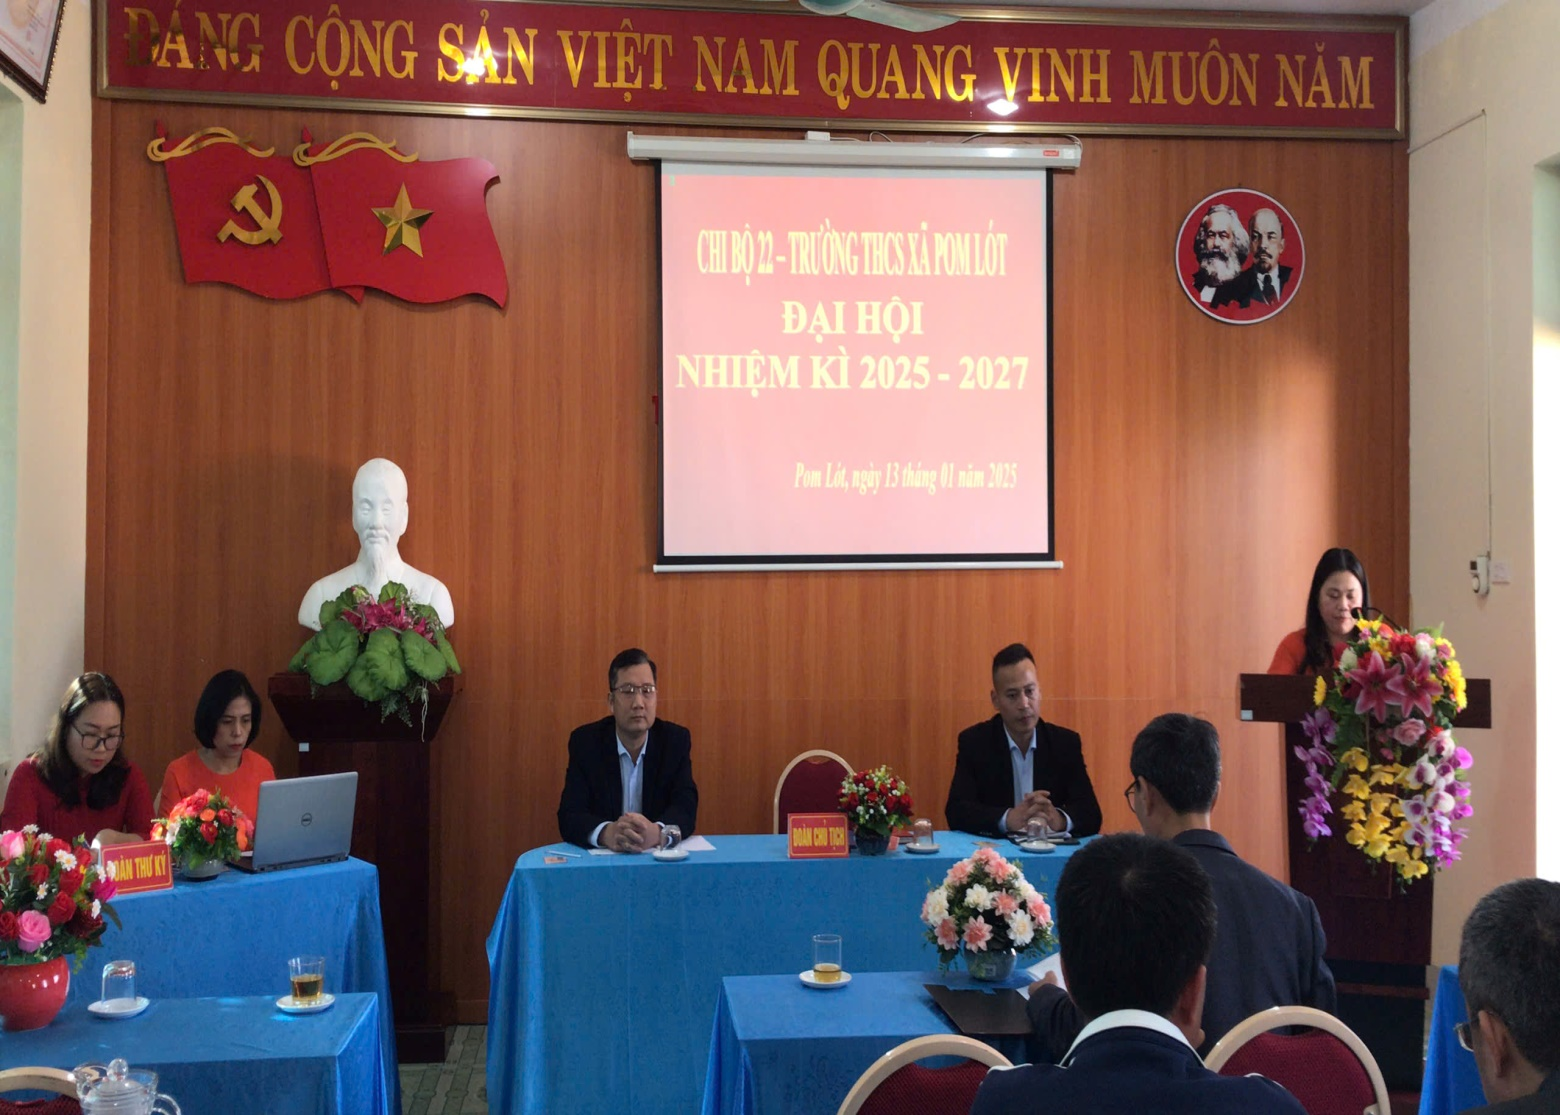 ĐẢNG CỘNG SẢN VIỆT NAM QUANG VINH MUÔN NĂM
CHI BỘ 22 – TRƯỜNG THCS XÃ POM LÓT
ĐẠI HỘI
NHIỆM KÌ 2025 - 2027
Pom Lót, ngày 13 tháng 01 năm 2025
ĐOÀN CHỦ TỊCH
ĐOÀN THƯ KÝ
DELL